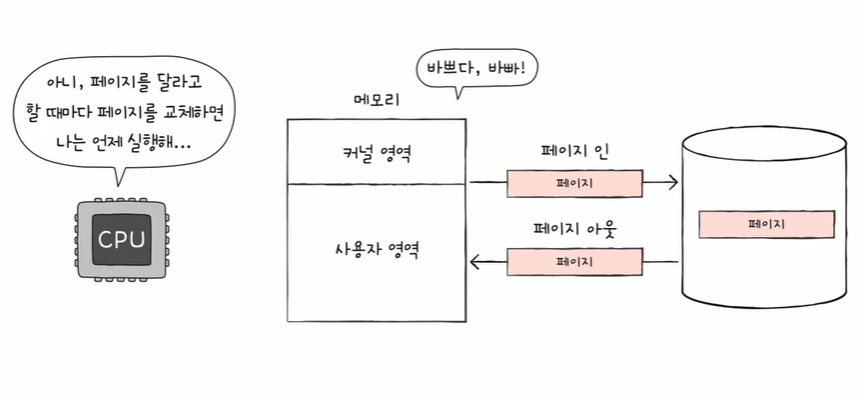 아니, 페이지를 달라고
할 때마다 페이지를 교체하면
나는 언제 실행해...
CPU
바쁘다, 바빠!
메모리
커널 영역
사용자 영역
페이지 인
페이지
페이지 아웃
페이지
페이지